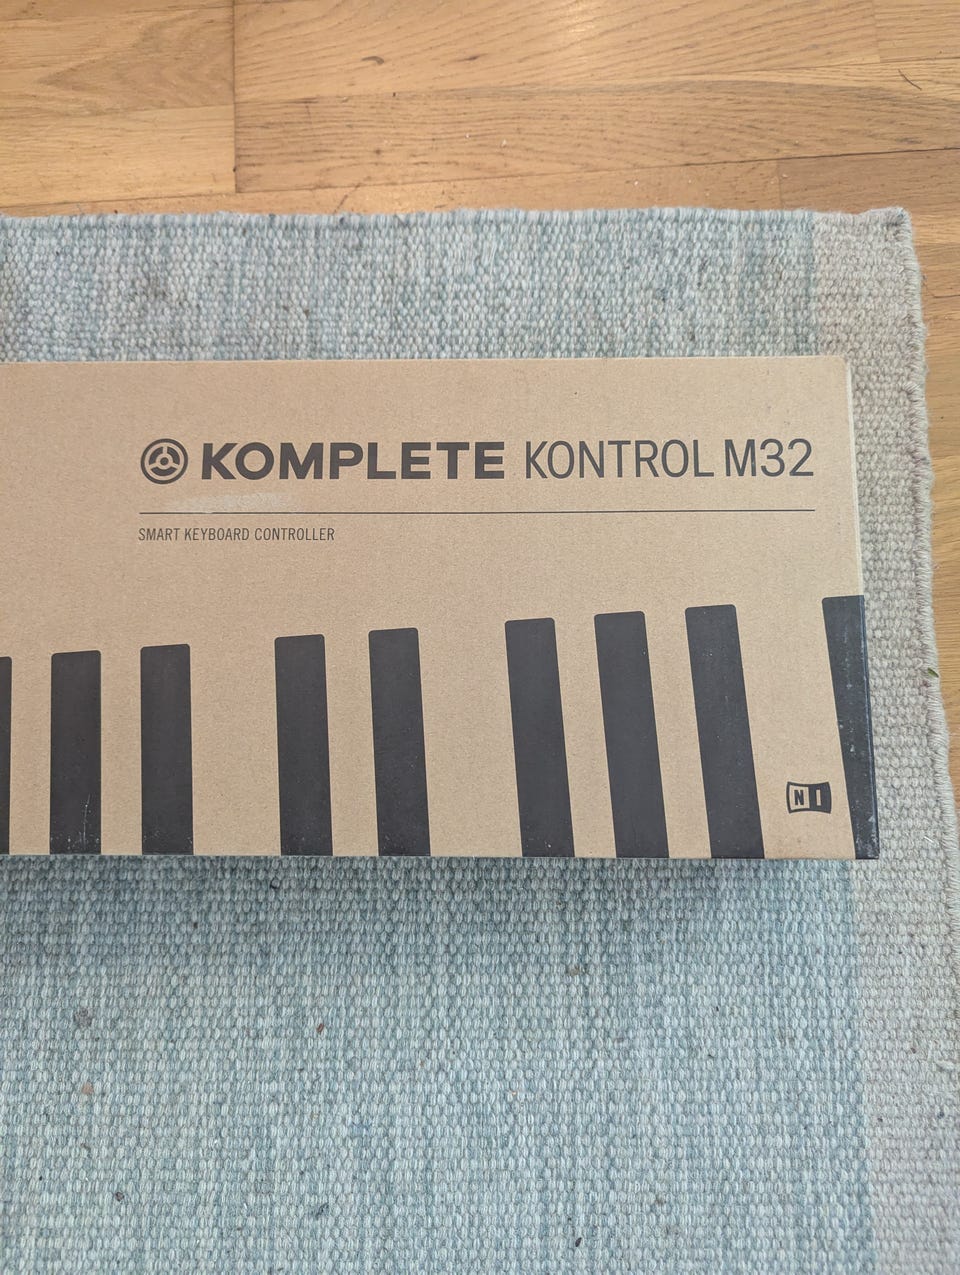 KOMPLETE KONTROL M32
SMART KEYBOARD CONTROLLER
NI